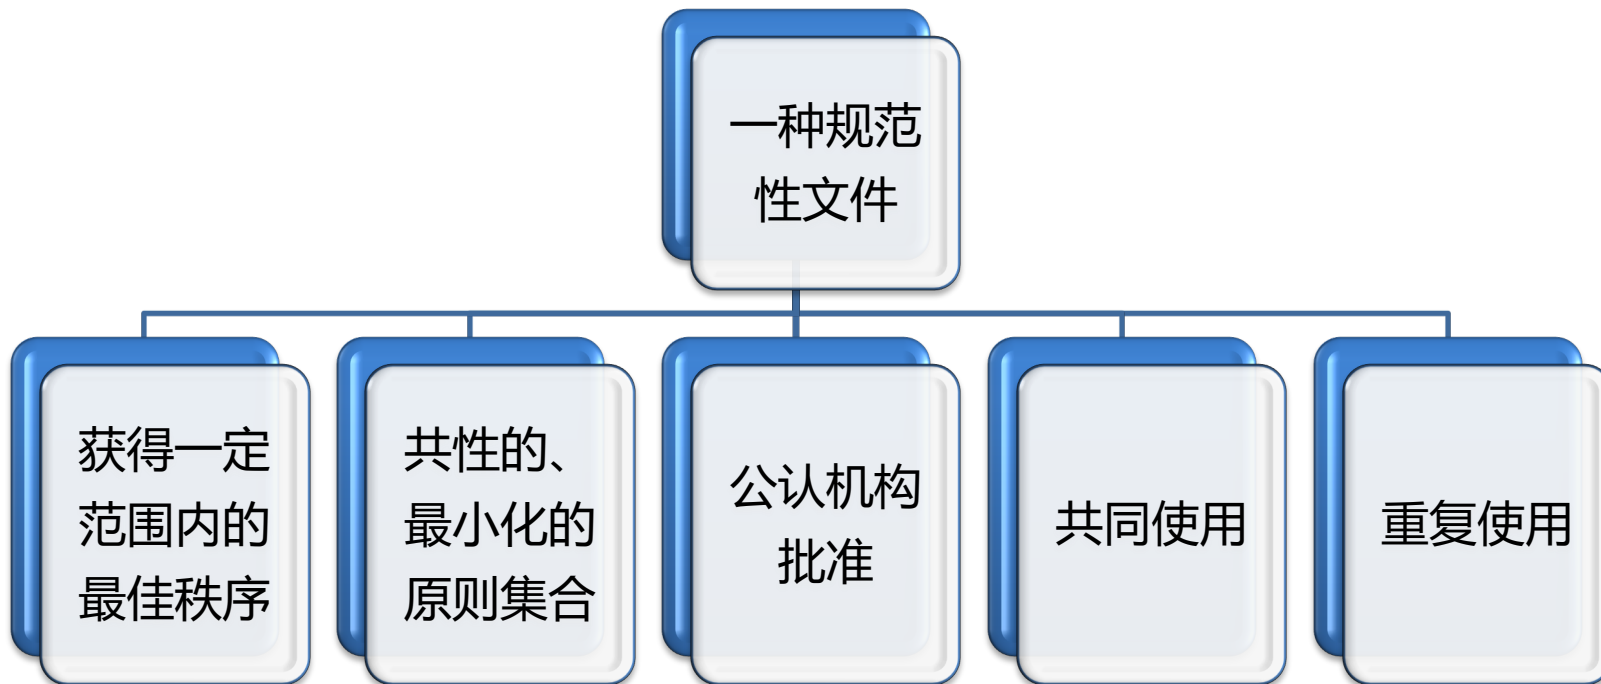 一种规范
性文件
获得一定
范围内的
最佳秩序
共性的、
最小化的
原则集合
公认机构
批准
共同使用
重复使用